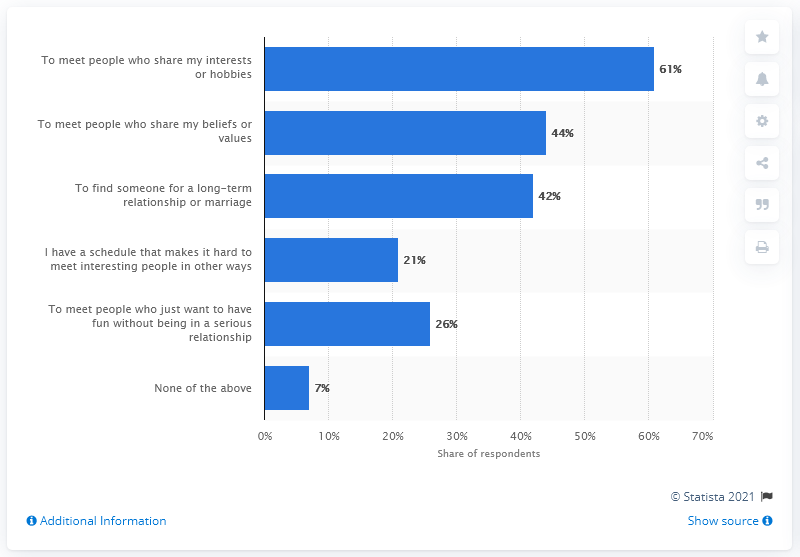 To meet people who share my interests
or hobbies
61%
To meet people who share my beliefs or
values
44%
To find someone for a long-term
relationship or marriage
42%
I have a schedule that makes it hard to
meet interesting people in other ways
21%
To meet people who just want to have
fun without being in a serious
relationship
26%
None of the above
7%
0% 10% 20% 30% 40% 50% 60% 70%
Share of respondents
© Statista 2021
Additional Information
Show source